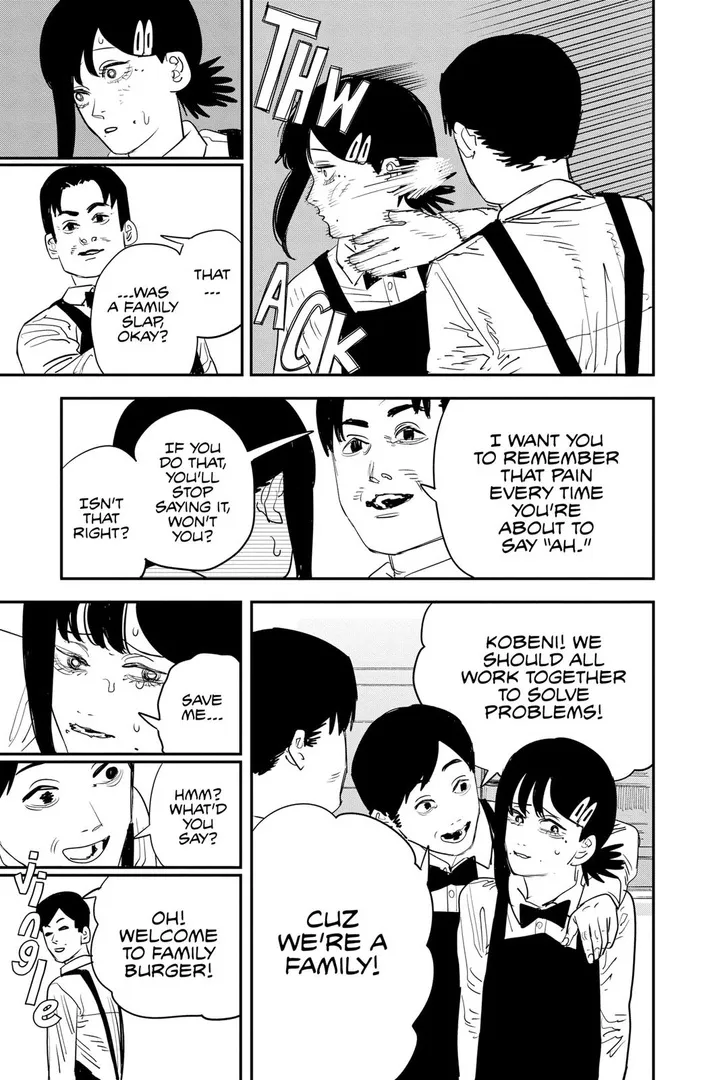 THWACK
THAT
...
...WAS
A FAMILY
SLAP,
OKAY?
I WANT YOU
TO REMEMBER
THAT PAIN
EVERY TIME
YOU'RE
ABOUT TO
SAY "AH."
IF YOU
DO THAT,
YOU'LL
STOP
SAYING IT,
WON'T
YOU?
ISN'T
THAT
RIGHT?
KOBENI! WE
SHOULD ALL
WORK TOGETHER
TO SOLVE
PROBLEMS!
CUZ
WE'RE A
FAMILY!
SAVE
ME...
HMM?
WHAT'D
YOU
SAY?
jingle
OH!
WELCOME
TO FAMILY
BURGER!